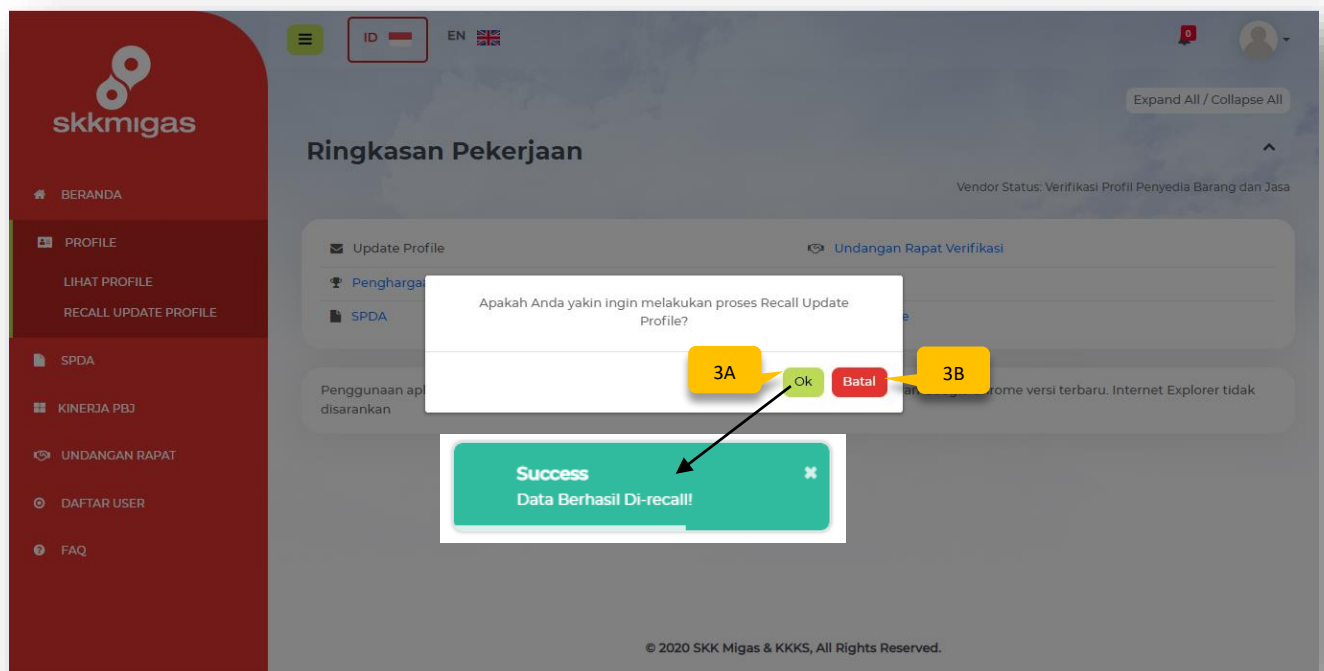 skkmigas
ID
EN
0
Expand All / Collapse All
Ringkasan Pekerjaan
Vendor Status: Verifikasi Profil Penyedia Barang dan Jasa
BERANDA
PROFILE
LIHAT PROFILE
RECALL UPDATE PROFILE
SPDA
KINERJA PBJ
UNDANGAN RAPAT
DAFTAR USER
FAQ
Update Profile
Undangan Rapat Verifikasi
SPDA
Apakah Anda yakin ingin melakukan proses Recall Update
Profile?
3A
Ok
Batal
3B
Penggunaan
versi terbaru. Internet Explorer tidak
disarankan
Success
Data Berhasil Di-recall!
© 2020 SKK Migas & KKKS, All Rights Reserved.